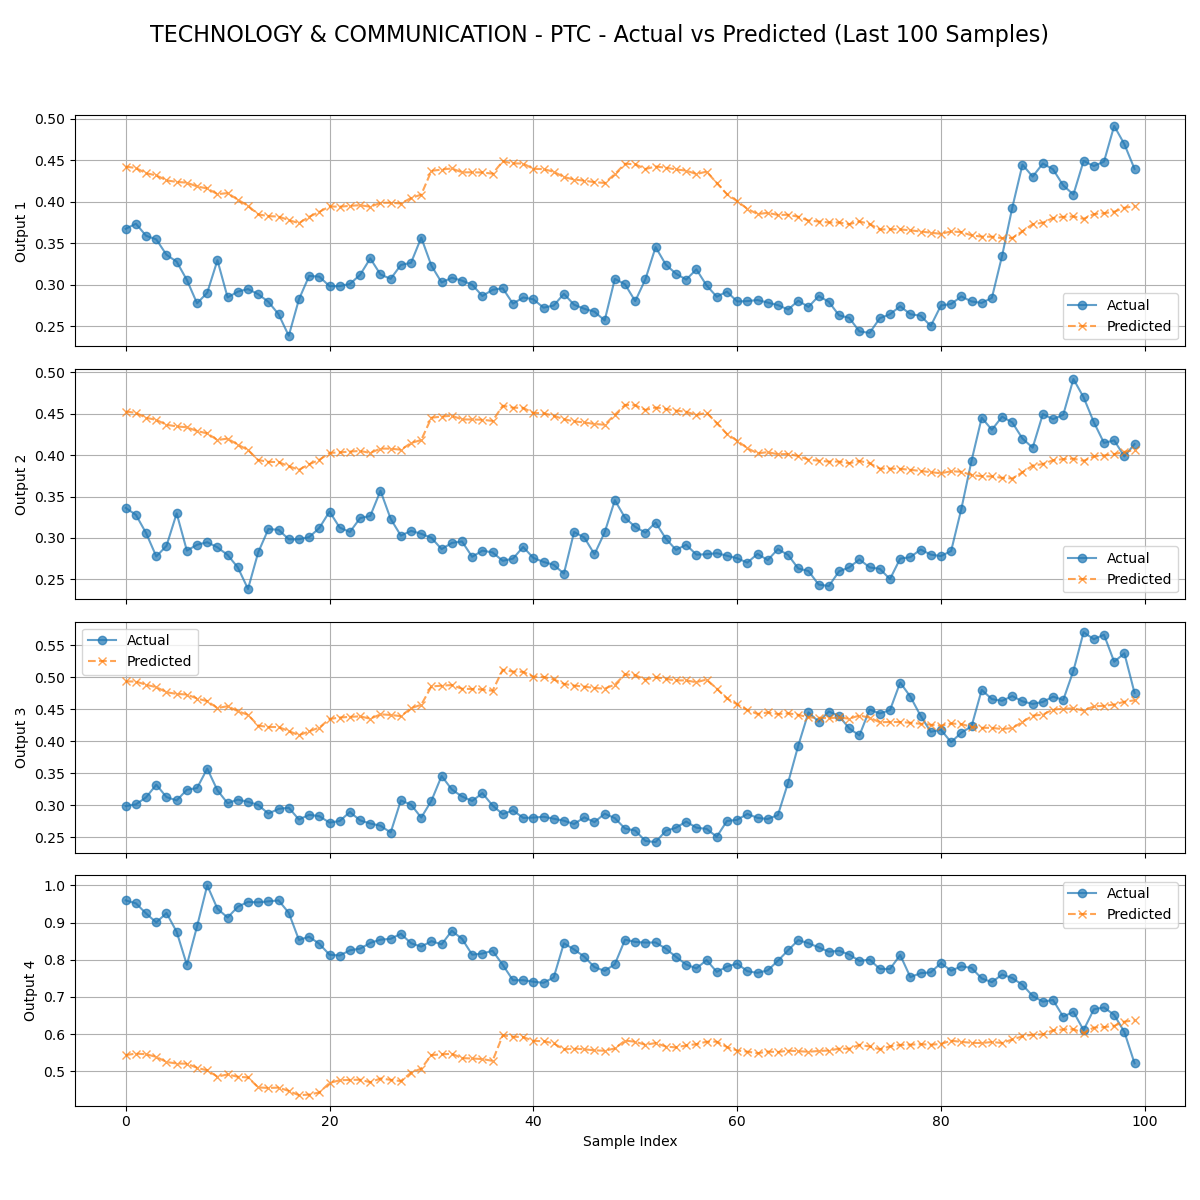 TECHNOLOGY & COMMUNICATION - PTC - Actual vs Predicted (Last 100 Samples)
0.50
0.45
0.40
0.35
0.30
0.25
Output 1
Actual
Predicted
0.50
0.45
0.40
0.35
0.30
0.25
Output 2
Actual
Predicted
0.55
0.50
0.45
0.40
0.35
0.30
0.25
Output 3
Actual
Predicted
1.0
0.9
0.8
0.7
0.6
0.5
Output 4
Actual
Predicted
0 20 40 60 80 100
Sample Index